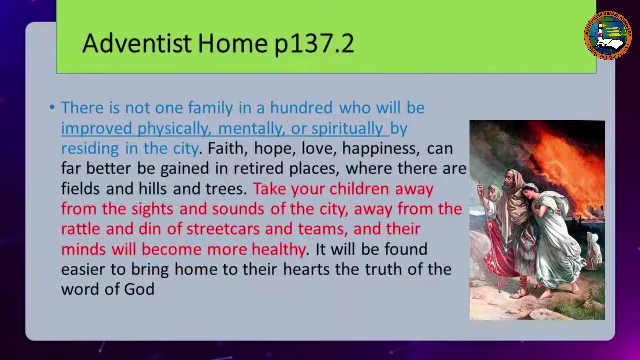 Adventist Home p137.2
• There is not one family in a hundred who will be
improved physically, mentally, or spiritually by
residing in the city. Faith, hope, love, happiness, can
far better be gained in retired places, where there are
fields and hills and trees. Take your children away
from the sights and sounds of the city, away from the
rattle and din of streetcars and teams, and their
minds will become more healthy. It will be found
easier to bring home to their hearts the truth of the
word of God